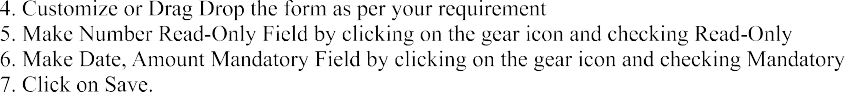 4. Customize or Drag Drop the form as per your requirement
5. Make Number Read-Only Field by clicking on the gear icon and checking Read-Only
6. Make Date, Amount Mandatory Field by clicking on the gear icon and checking Mandatory
7. Click on Save.